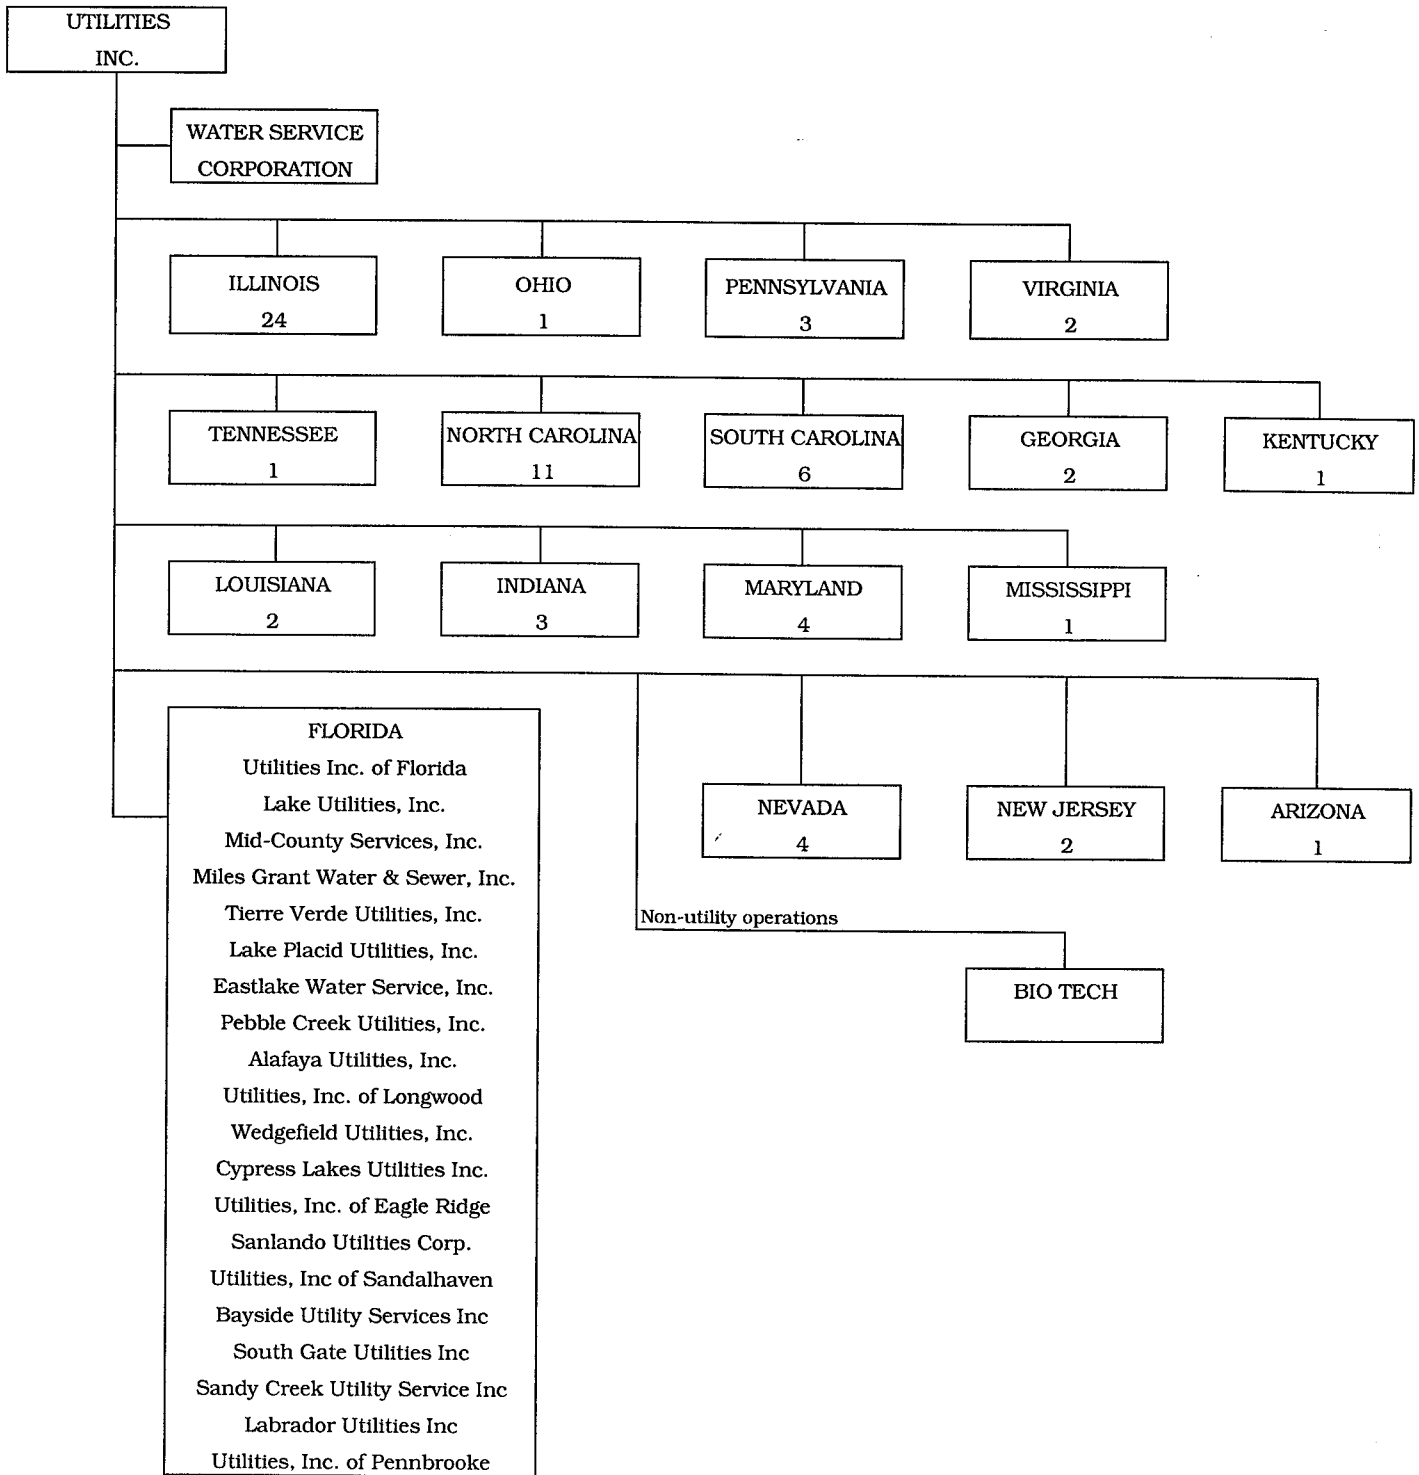 UTILITIES
INC.
WATER SERVICE
CORPORATION
ILLINOIS
24
OHIO
1
PENNSYLVANIA
3
VIRGINIA
2
TENNESSEE
1
NORTH CAROLINA
11
SOUTH CAROLINA
6
GEORGIA
2
KENTUCKY
1
LOUISIANA
2
INDIANA
3
MARYLAND
4
MISSISSIPPI
1
FLORIDA
Utilities Inc. of Florida
Lake Utilities, Inc.
Mid-County Services, Inc.
Miles Grant Water & Sewer, Inc.
Tierre Verde Utilities, Inc.
Lake Placid Utilities, Inc.
Eastlake Water Service, Inc.
Pebble Creek Utilities, Inc.
Alafaya Utilities, Inc.
Utilities, Inc. of Longwood
Wedgefield Utilities, Inc.
Cypress Lakes Utilities Inc.
Utilities, Inc. of Eagle Ridge
Sanlando Utilities Corp.
Utilities, Inc of Sandalhaven
Bayside Utility Services Inc
South Gate Utilities Inc
Sandy Creek Utility Service Inc
Labrador Utilities Inc
Utilities, Inc. of Pennbrooke
NEVADA
4
NEW JERSEY
2
ARIZONA
1
Non-utility operations
BIO TECH